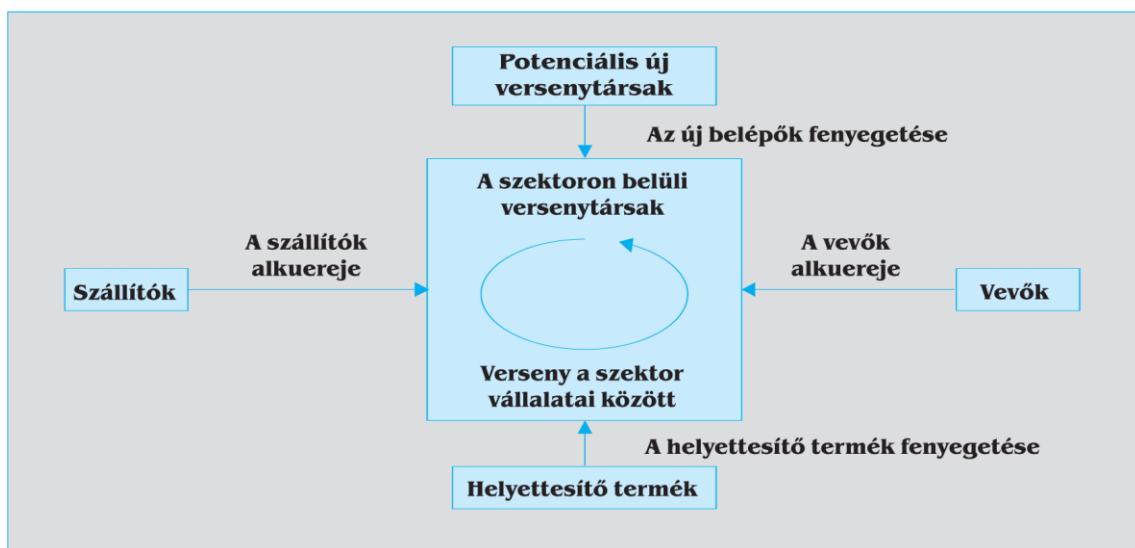 Potenciális új
versenytársak
Az új belépők fenyegetése
A szektoron belüli
versenytársak
A szállítók
alkuereje
A vevők
alkuereje
Szállítók
Vevők
Verseny a szektor
vállalatai között
A helyettesítő termék fenyegetése
Helyettesítő termék